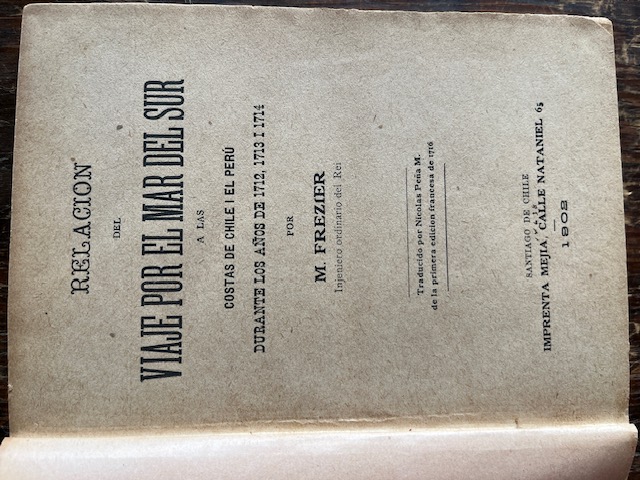 RELACION
DEL
VIAJE POR EL MAR DEL SUR
A LAS
COSTAS DE CHILE I EL PERÚ
DURANTE LOS AÑOS DE 1712, 1713 I 1714
POR
M. FREZIER
Injeniero ordinario del Rei
Traducido por Nicolas Peña M.
de la primera edicion francesa de 1716
SANTIAGO DE CHILE
IMPRENTA MEJIA, CALLE NATANIEL 65
1902